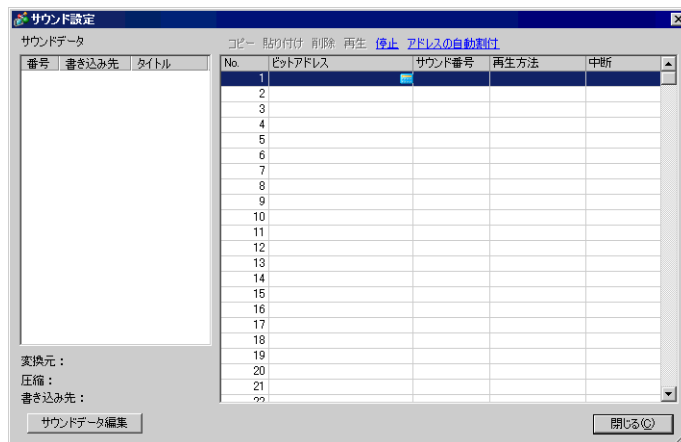 サウンド設定
サウンドデータ
コピー 貼り付け 削除 再生 停止 アドレスの自動割付
番号 書き込み先 タイトル
No. ビットアドレス サウンド番号 再生方法 中断
1
2
3
4
5
6
7
8
9
10
11
12
13
14
15
16
17
18
19
20
21
22
変換元：
圧縮：
書き込み先：
サウンドデータ編集
閉じる(C)